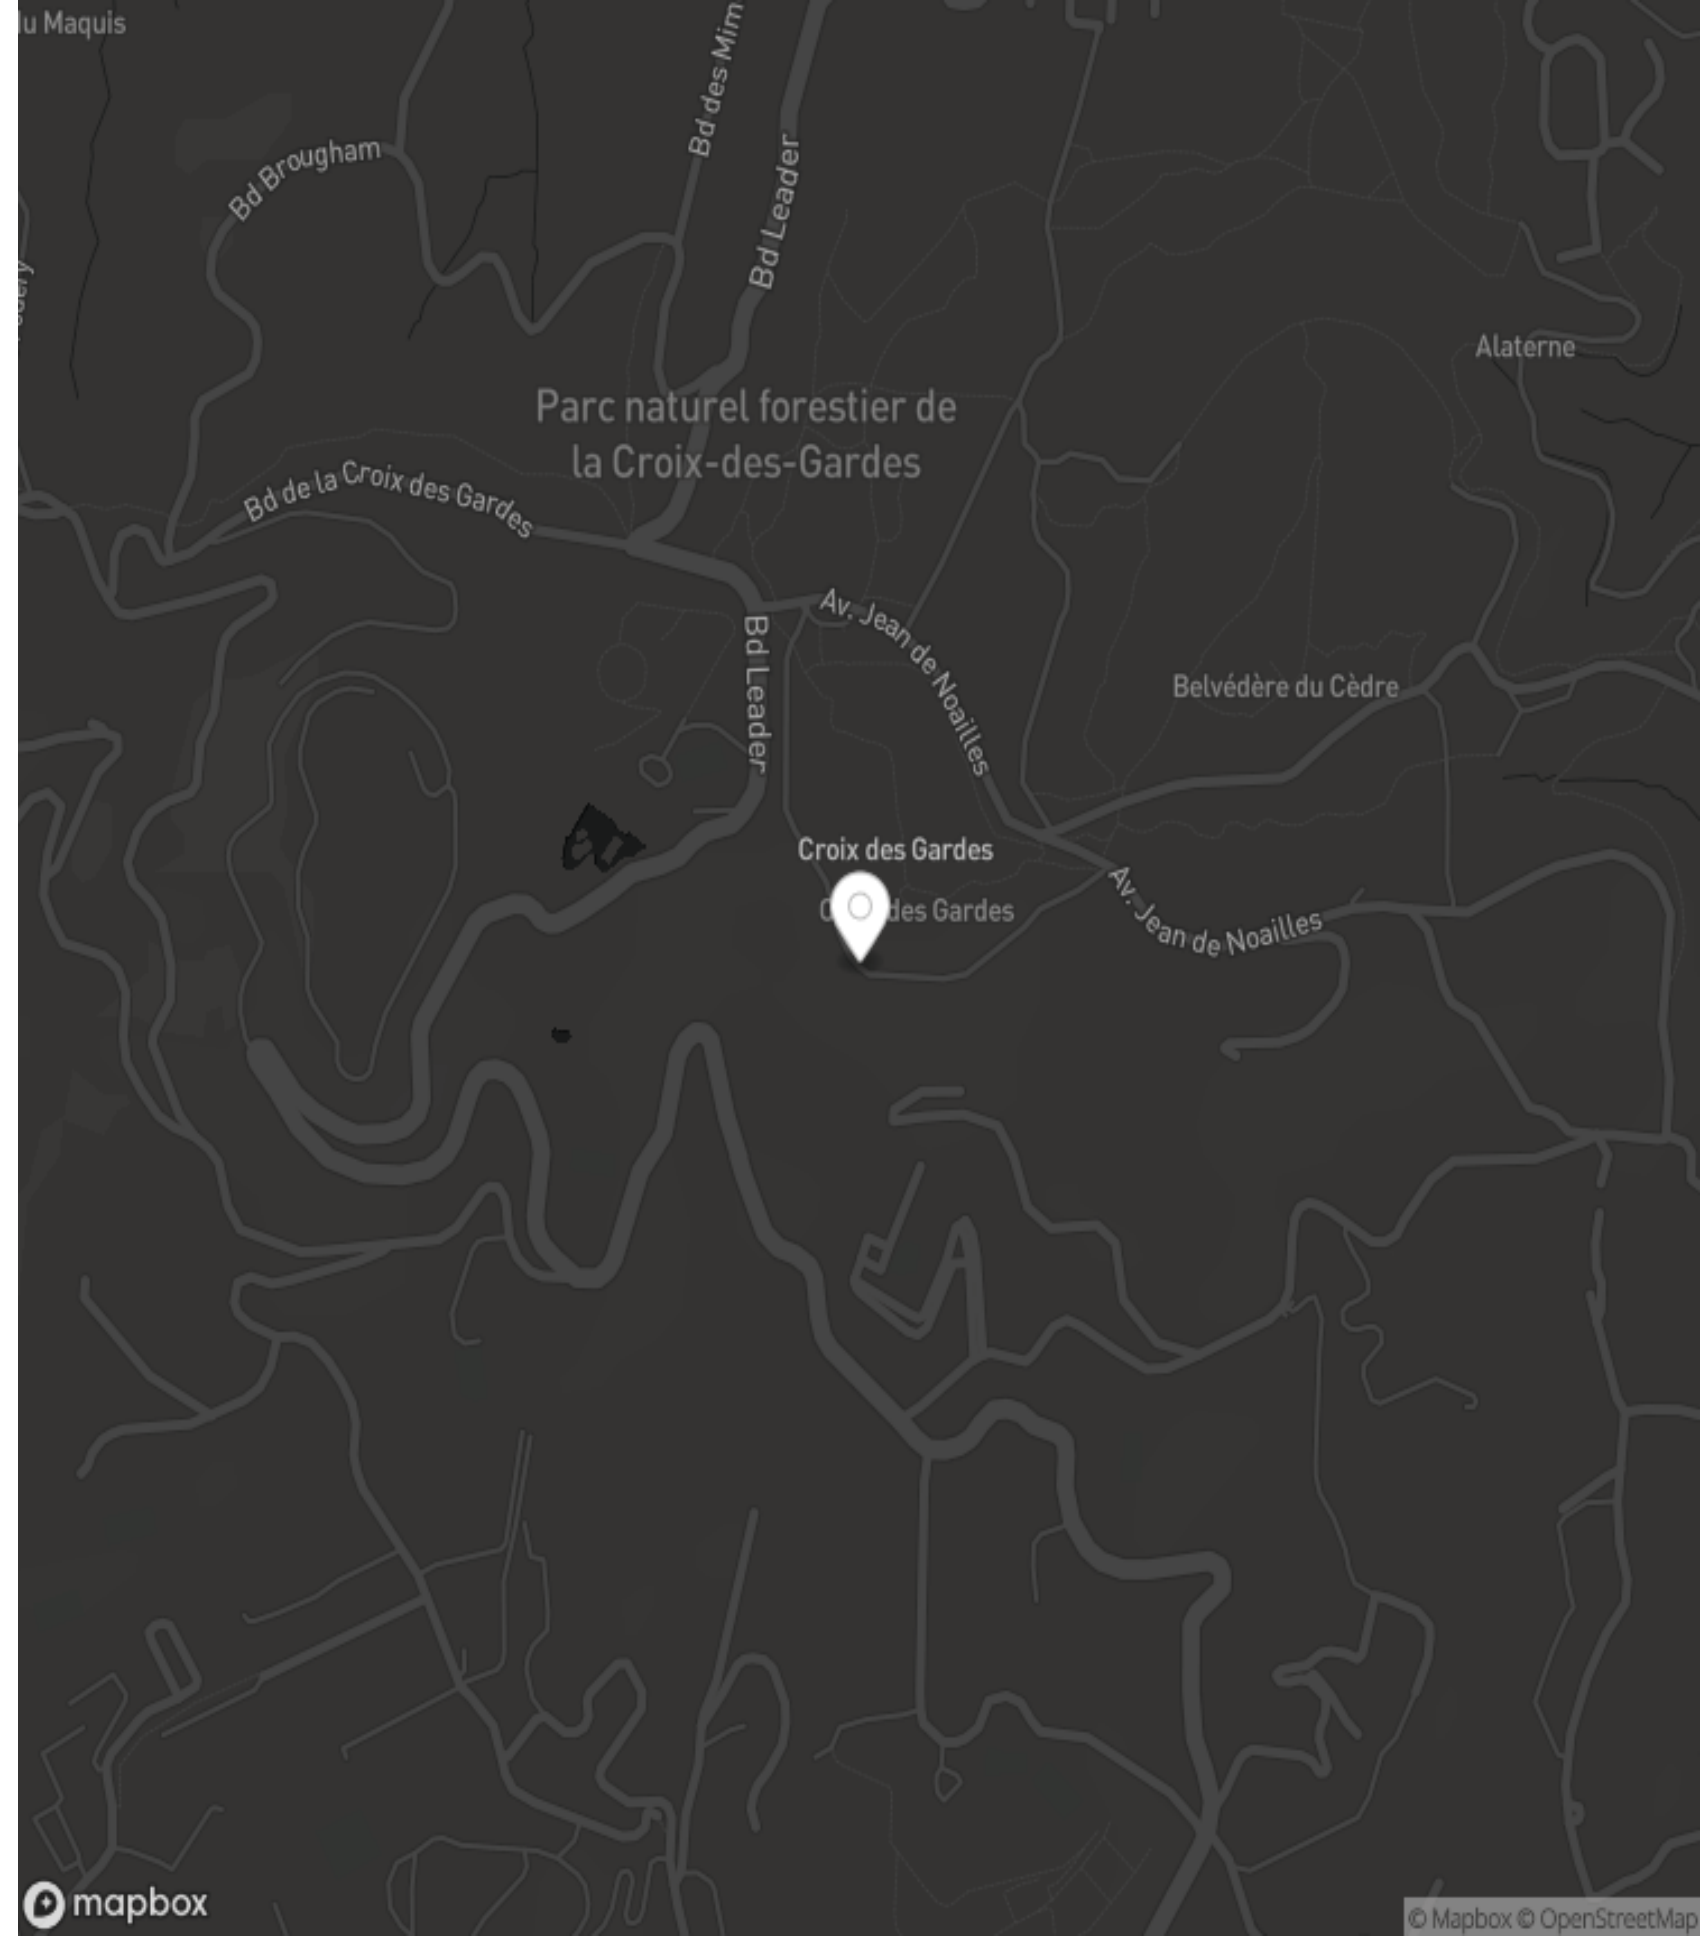 lu Maquis
Bd des Mim
Bd Brougham
Bd Leader
Alaterne
Parc naturel forestier de
la Croix-des-Gardes
Bd de la Croix des Gardes
Av. Jean de Noailles
Bd Leader
Belvédère du Cèdre
Croix des Gardes
des Gardes
Av. Jean de Noailles
mapbox
© Mapbox © OpenStreetMap